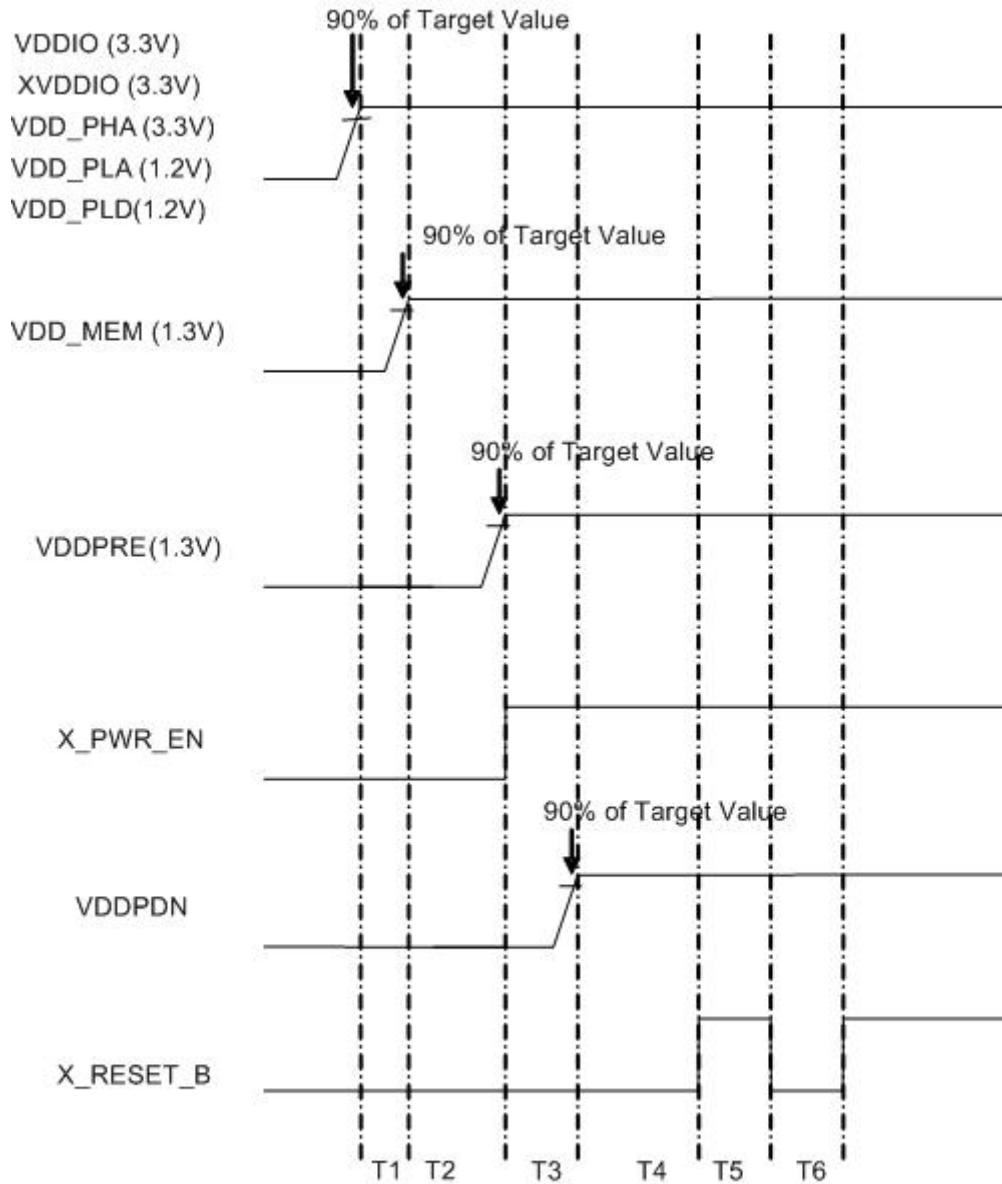 90% of Target Value
VDDIO (3.3V)
XVDDIO (3.3V)
VDD_PHA (3.3V)
VDD_PLA (1.2V)
VDD_PLD(1.2V)
90% of Target Value
VDD_MEM (1.3V)
90% of Target Value
VDDPRE(1.3V)
X_PWR_EN
90% of Target Value
VDDPDN
X_RESET_B
T1 T2 T3 T4 T5 T6